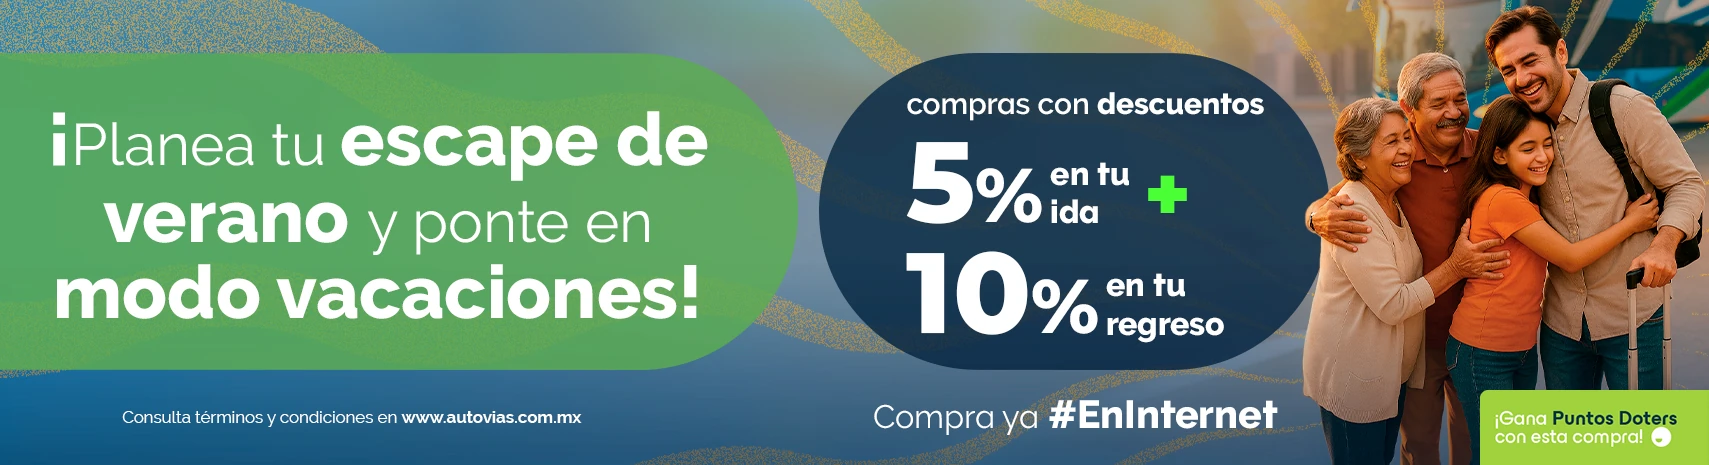 ¡Planea tu escape de
verano y ponte en
modo vacaciones!
Consulta términos y condiciones en www.autovias.com.mx
compras con descuentos
5% en tu ida +
10% en tu regreso
Compra ya #EnInternet
¡Gana Puntos Doters
con esta compra!